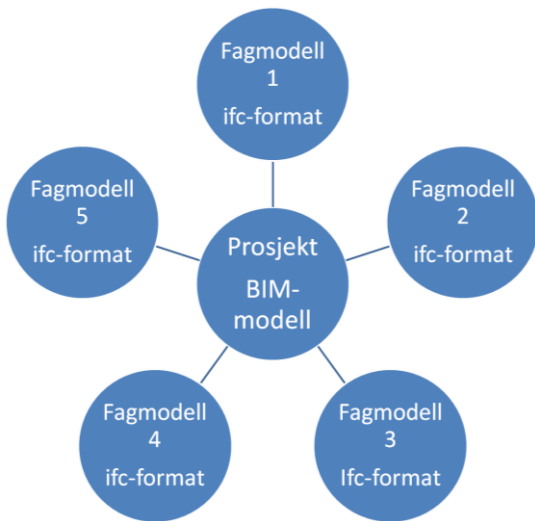 Fagmodell
1
ifc-format
Fagmodell
5
ifc-format
Fagmodell
2
ifc-format
Prosjekt
BIM-
modell
Fagmodell
4
ifc-format
Fagmodell
3
Ifc-format